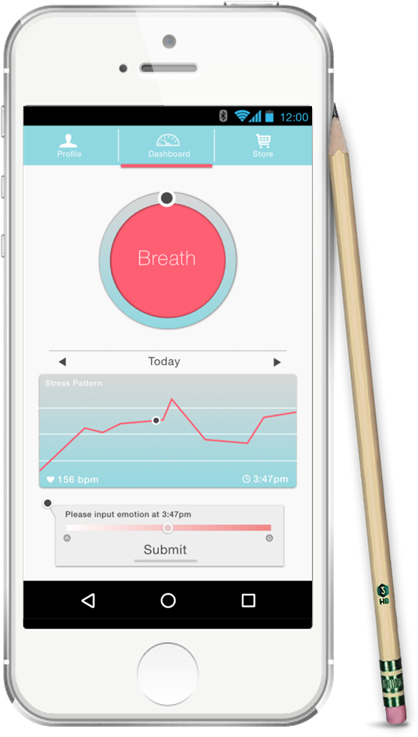 12:00
Profile
Dashboard
Store
Breath
Today
Stress Pattern
156 bpm
3:47pm
Please input emotion at 3:47pm
Submit
HB